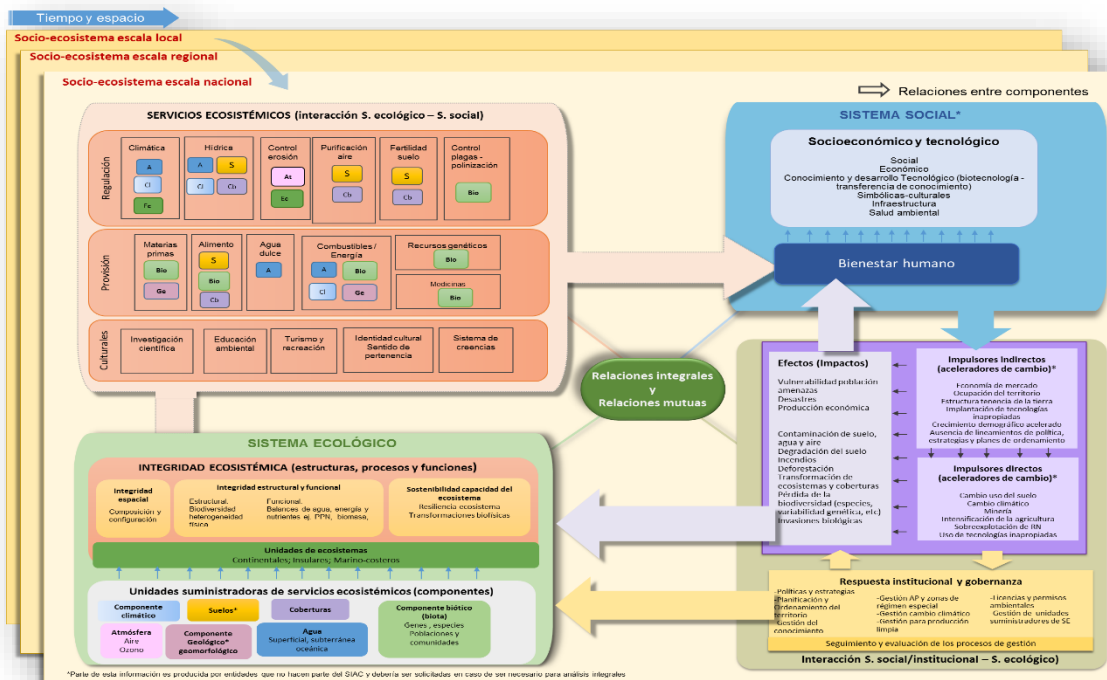 Tiempo y espacio
Socio-ecosistema escala local
Socio-ecosistema escala regional
Socio-ecosistema escala nacional
Relaciones entre componentes
SERVICIOS ECOSISTÉMICOS (interacción S. ecológico – S. social)
Regulación
Climática
A
Cl
Fc
Hídrica
A
S
Cl
Cb
Control
erosión
At
Ec
Purificación
aire
S
Cb
Fertilidad
suelo
S
Cb
Control
plagas -
polinización
Bio
Provisión
Materias
primas
Bio
Ge
Alimento
S
Bio
Cb
Agua
dulce
A
Combustibles /
Energía
A
Bio
Cl
Ge
Recursos genéticos
Bio
Medicinas
Bio
Culturales
Investigación
científica
Educación
ambiental
Turismo y
recreación
Identidad cultural
Sentido de
pertenencia
Sistema de
creencias
SISTEMA SOCIAL*
Socioeconómico y tecnológico
Social
Económico
Conocimiento y desarrollo Tecnológico (biotecnología -
transferencia de conocimiento)
Simbólicas-culturales
Infraestructura
Salud ambiental
Bienestar humano
Relaciones integrales
y
Relaciones mutuas
SISTEMA ECOLÓGICO
INTEGRIDAD ECOSISTÉMICA (estructuras, procesos y funciones)
Integridad
espacial
Composición y
configuración
Integridad estructural y funcional
Estructural.
Biodiversidad
heterogeneidad
física
Funcional.
Balances de agua, energía y
nutrientes ej. PPN, biomesa,
Sostenibilidad capacidad del
ecosistema
Resiliencia ecosistema
Transformaciones biofísicas
Unidades de ecosistemas
Continentales; Insulares; Marino-costeros
Unidades suministradoras de servicios ecosistémicos (componentes)
Componente
climático
Suelos*
Coberturas
Componente biótico
(biota)
Genes , especies
Poblaciones y
comunidades
Atmósfera
Aire
Ozono
Componente
Geológico*
geomorfológico
Agua
Superficial, subterránea
oceánica
Efectos (Impactos)
Vulnerabilidad población
amenazas
Desastres
Producción económica
Contaminación de suelo,
agua y aire
Degradación del suelo
Incendios
Deforestación
Transformación de
ecosistemas y coberturas
Pérdida de la
biodiversidad (especies,
variabilidad genética, etc)
Invasiones biológicas
Impulsores indirectos
(aceleradores de cambio)*
Economía de mercado
Ocupación del territorio
Estructura tenencia de la tierra
Implantación de tecnologías
inapropiadas
Crecimiento demográfico acelerado
Ausencia de lineamientos de política,
estrategias y planes de ordenamiento
Impulsores directos
(aceleradores de cambio)*
Cambio uso del suelo
Cambio climático
Minería
Intensificación de la agricultura
Sobreexplotación de RN
Uso de tecnologías inapiadas
Respuesta institucional y gobernanza
-Políticas y estrategias
-Planificación y
Ordenamiento del
territorio
-Gestión del
conocimiento
-Gestión AP y zonas de
régimen especial
-Gestión cambio climático
-Gestión para producción
limpia
-Licencias y permisos
ambientales
Gestión de unidades
suministradores de SE
Seguimiento y evaluación de los procesos de gestión
Interacción S. social/institucional – S. ecológico)
*Parte de esta información es producida por entidades que no hacen parte del SIAC y debería ser solicitadas en caso de ser necesario para análisis integrales